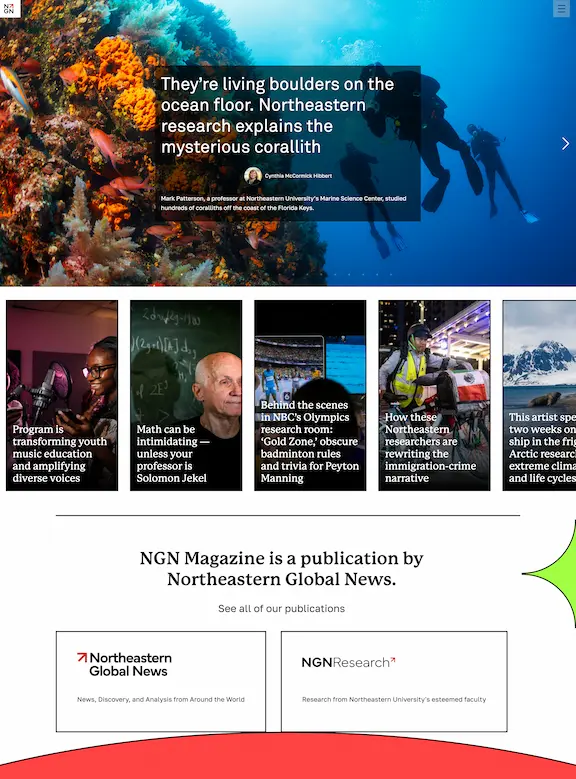 NGN
They're living boulders on the
ocean floor. Northeastern
research explains the
mysterious corallith
Cynthia McCormick Hibbert
Mark Patterson, a professor at Northeastern University's Marine Science Center, studied
hundreds of coralliths off the coast of the Florida Keys.
Program is
transforming youth
music education
and amplifying
diverse voices
Math can be
intimidating —
unless your
professor is
Solomon Jekel
Behind the scenes
in NBC's Olympics
research room:
'Gold Zone,' obscure
badminton rules
and trivia for Peyton
Manning
How these
Northeastern
researchers are
rewriting the
immigration-crime
narrative
This artist spe
two weeks on
ship in the frig
Arctic researc
extreme clima
and life cycles
NGN Magazine is a publication by
Northeastern Global News.
See all of our publications
Northeastern
Global News
News, Discovery, and Analysis from Around the World
NGNResearch
Research from Northeastern University's esteemed faculty